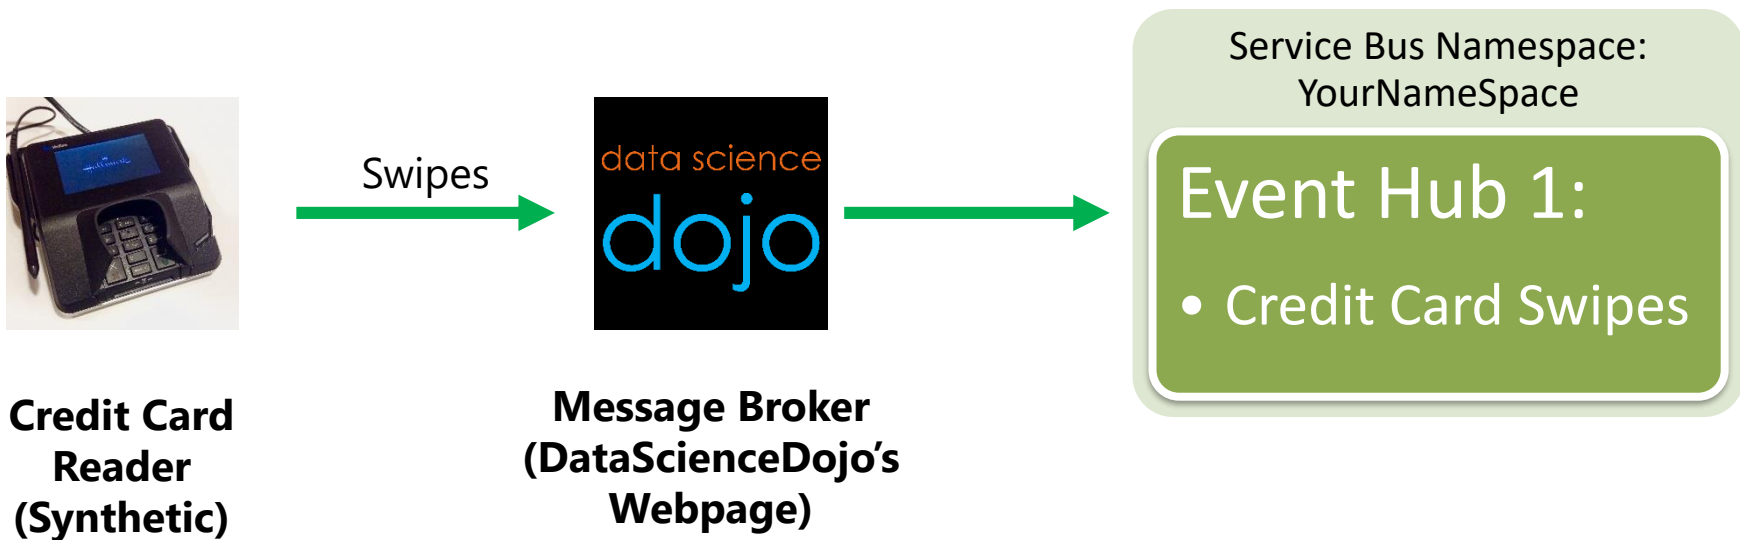 Service Bus Namespace:
YourNameSpace
Swipes
data science
dojo
Event Hub 1:
• Credit Card Swipes
Credit Card
Reader
(Synthetic)
Message Broker
(DataScienceDojo’s
Webpage)